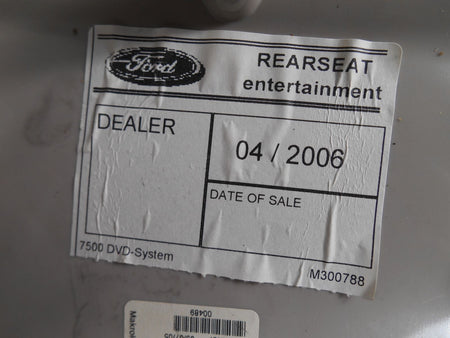 Ford
REARSEAT
entertainment
DEALER
04 / 2006
DATE OF SALE
7500 DVD-System
M300788
00489